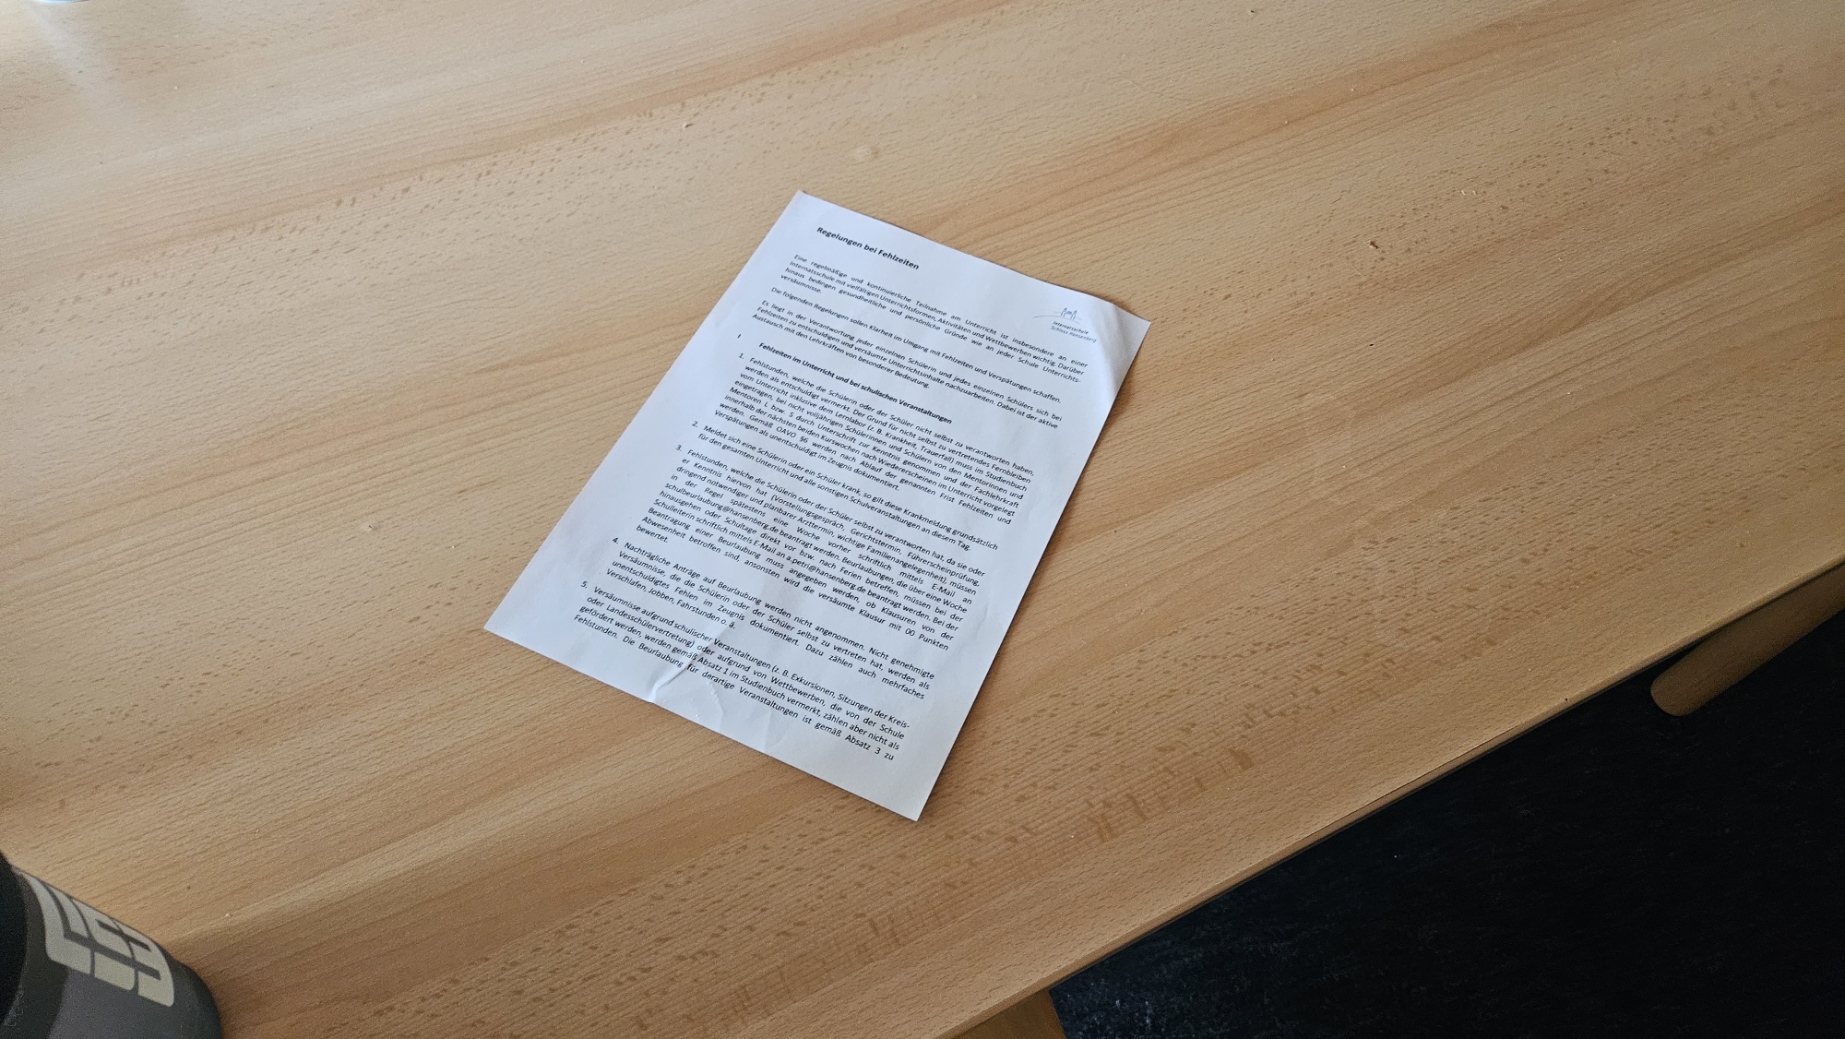 Regelungen bei Fehlzeiten
Internatsschule
Schloss Hansenberg
Eine regelmäßige und kontinuierliche Teilnahme am Unterricht ist insbesondere an einer
Internatsschule mit vielfältigen Unterrichtsformen, Aktivitäten und Wettbewerben wichtig. Darüber
hinaus bedingen gesundheitliche und persönliche Gründe wie an jeder Schule Unterrichts-
versäumnisse.
Die folgenden Regelungen sollen Klarheit im Umgang mit Fehlzeiten und Verspätungen schaffen.
Es liegt in der Verantwortung jeder einzelnen Schülerin und jedes einzelnen Schülers sich bei
Fehlzeiten zu entschuldigen und versäumte Unterrichtsinhalte nachzuarbeiten. Dabei ist der aktive
Austausch mit den Lehrkräften von besonderer Bedeutung.
I Fehlzeiten im Unterricht und bei schulischen Veranstaltungen
1. Fehlstunden, welche die Schülerin oder der Schüler nicht selbst zu verantworten haben,
werden als entschuldigt vermerkt. Der Grund für nicht selbst zu vertretendes Fernbleiben
vom Unterricht inklusive dem Lernlabor (z. B. Krankheit, Trauerfall) muss im Studienbuch
eingetragen, bei nicht volljährigen Schülerinnen und Schülern von den Mentorinnen und
Mentoren L bzw. S durch Unterschrift zur Kenntnis genommen und der Fachlehrkraft
innerhalb der nächsten beiden Kurswochen nach Wiedererscheinen im Unterricht vorgelegt
werden. Gemäß OAVO §6 werden nach Ablauf der genannten Frist Fehlzeiten und
Verspätungen als unentschuldigt im Zeugnis dokumentiert.
2. Meldet sich eine Schülerin oder ein Schüler krank, so gilt diese Krankmeldung grundsätzlich
für den gesamten Unterricht und alle sonstigen Schulveranstaltungen an diesem Tag.
3. Fehlstunden, welche die Schülerin oder der Schüler selbst zu verantworten hat, da sie oder
er Kenntnis hiervon hat (Vorstellungsgespräch, Gerichtstermin, Führerscheinprüfung,
dringend notwendiger und planbarer Arzttermin, wichtige Familienangelegenheit), müssen
in der Regel spätestens eine Woche vorher schriftlich mittels E-Mail an
schulbeurlaubung@hansenberg.de beantragt werden. Beurlaubungen, die über eine Woche
hinausgehen oder Schultage direkt vor bzw. nach Ferien betreffen, müssen bei der
Schulleiterin schriftlich mittels E-Mail an a.petri@hansenberg.de beantragt werden. Bei der
Beantragung einer Beurlaubung muss angegeben werden, ob Klausuren von der
Abwesenheit betroffen sind, ansonsten wird die versäumte Klausur mit 00 Punkten
bewertet.
4. Nachträgliche Anträge auf Beurlaubung werden nicht angenommen. Nicht genehmigte
Versäumnisse, die die Schülerin oder der Schüler selbst zu vertreten hat, werden als
unentschuldigtes Fehlen im Zeugnis dokumentiert. Dazu zählen auch mehrfaches
Verschlafen, Jobben, Fahrstunden o. ä.
5. Versäumnisse aufgrund schulischer Veranstaltungen (z. B. Exkursionen, Sitzungen der Kreis-
oder Landesschülervertretung) oder aufgrund von Wettbewerben, die von der Schule
gefördert werden, werden gemäß Absatz 1 im Studienbuch vermerkt, zählen aber nicht als
Fehlstunden. Die Beurlaubung für derartige Veranstaltungen ist gemäß Absatz 3 zu